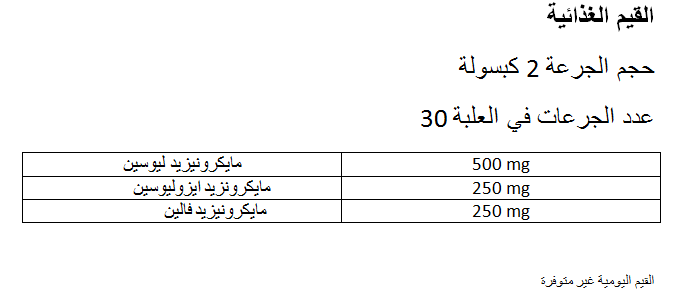 القيم الغذائية
حجم الجرعة 2 كبسولة
عدد الجرعات في العلبة 30
مايكرونيزيد ليوسين 500 mg
مايكرونزيد ايزوليوسين 250 mg
مايكرونيزيد فالين 250 mg
القيم اليومية غير متوفرة